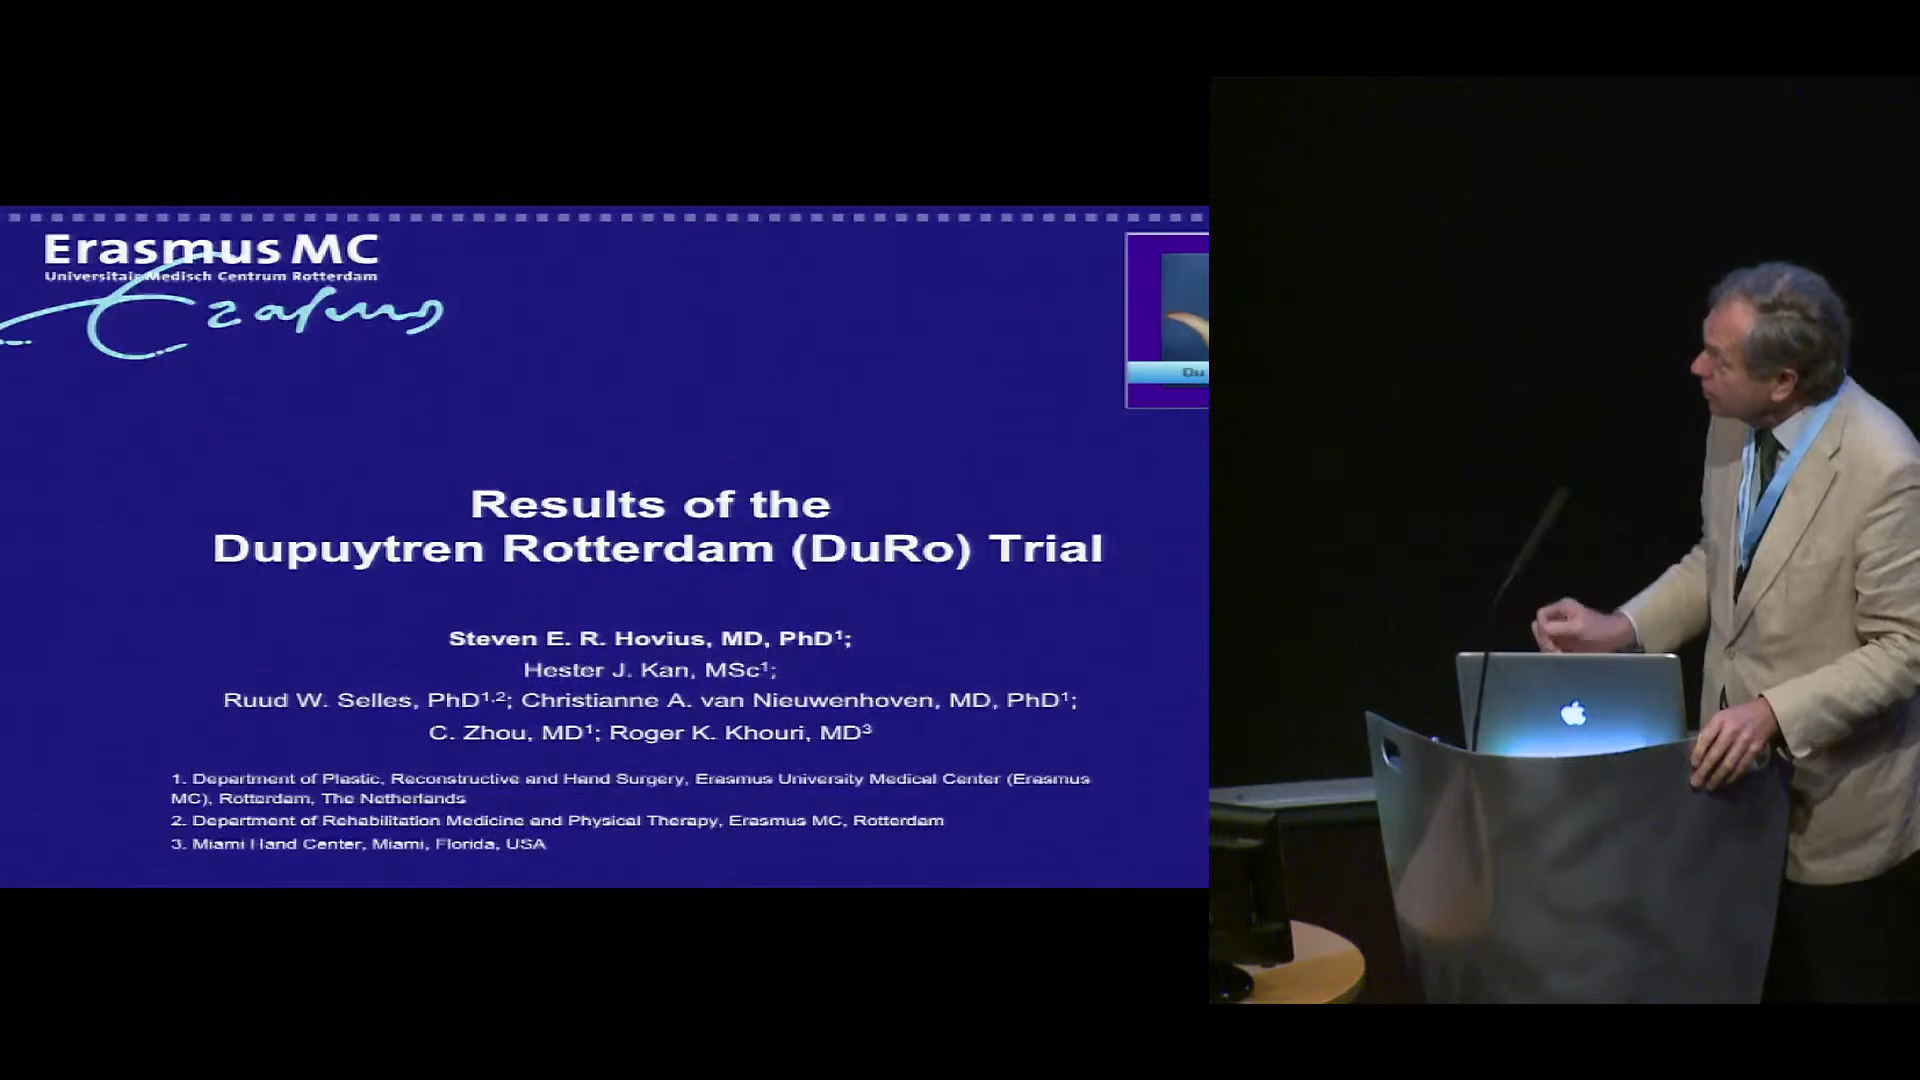 Erasmus MC
Universitair Medisch Centrum Rotterdam
Erasmus
Du
Results of the
Dupuytren Rotterdam (DuRo) Trial
Steven E. R. Hovius, MD, PhD¹;
Hester J. Kan, MSc¹;
Ruud W. Selles, PhD¹·²; Christianne A. van Nieuwenhoven, MD, PhD¹;
C. Zhou, MD¹; Roger K. Khouri, MD³
1. Department of Plastic, Reconstructive and Hand Surgery, Erasmus University Medical Center (Erasmus
MC), Rotterdam, The Netherlands
2. Department of Rehabilitation Medicine and Physical Therapy, Erasmus MC, Rotterdam
3. Miami Hand Center, Miami, Florida, USA